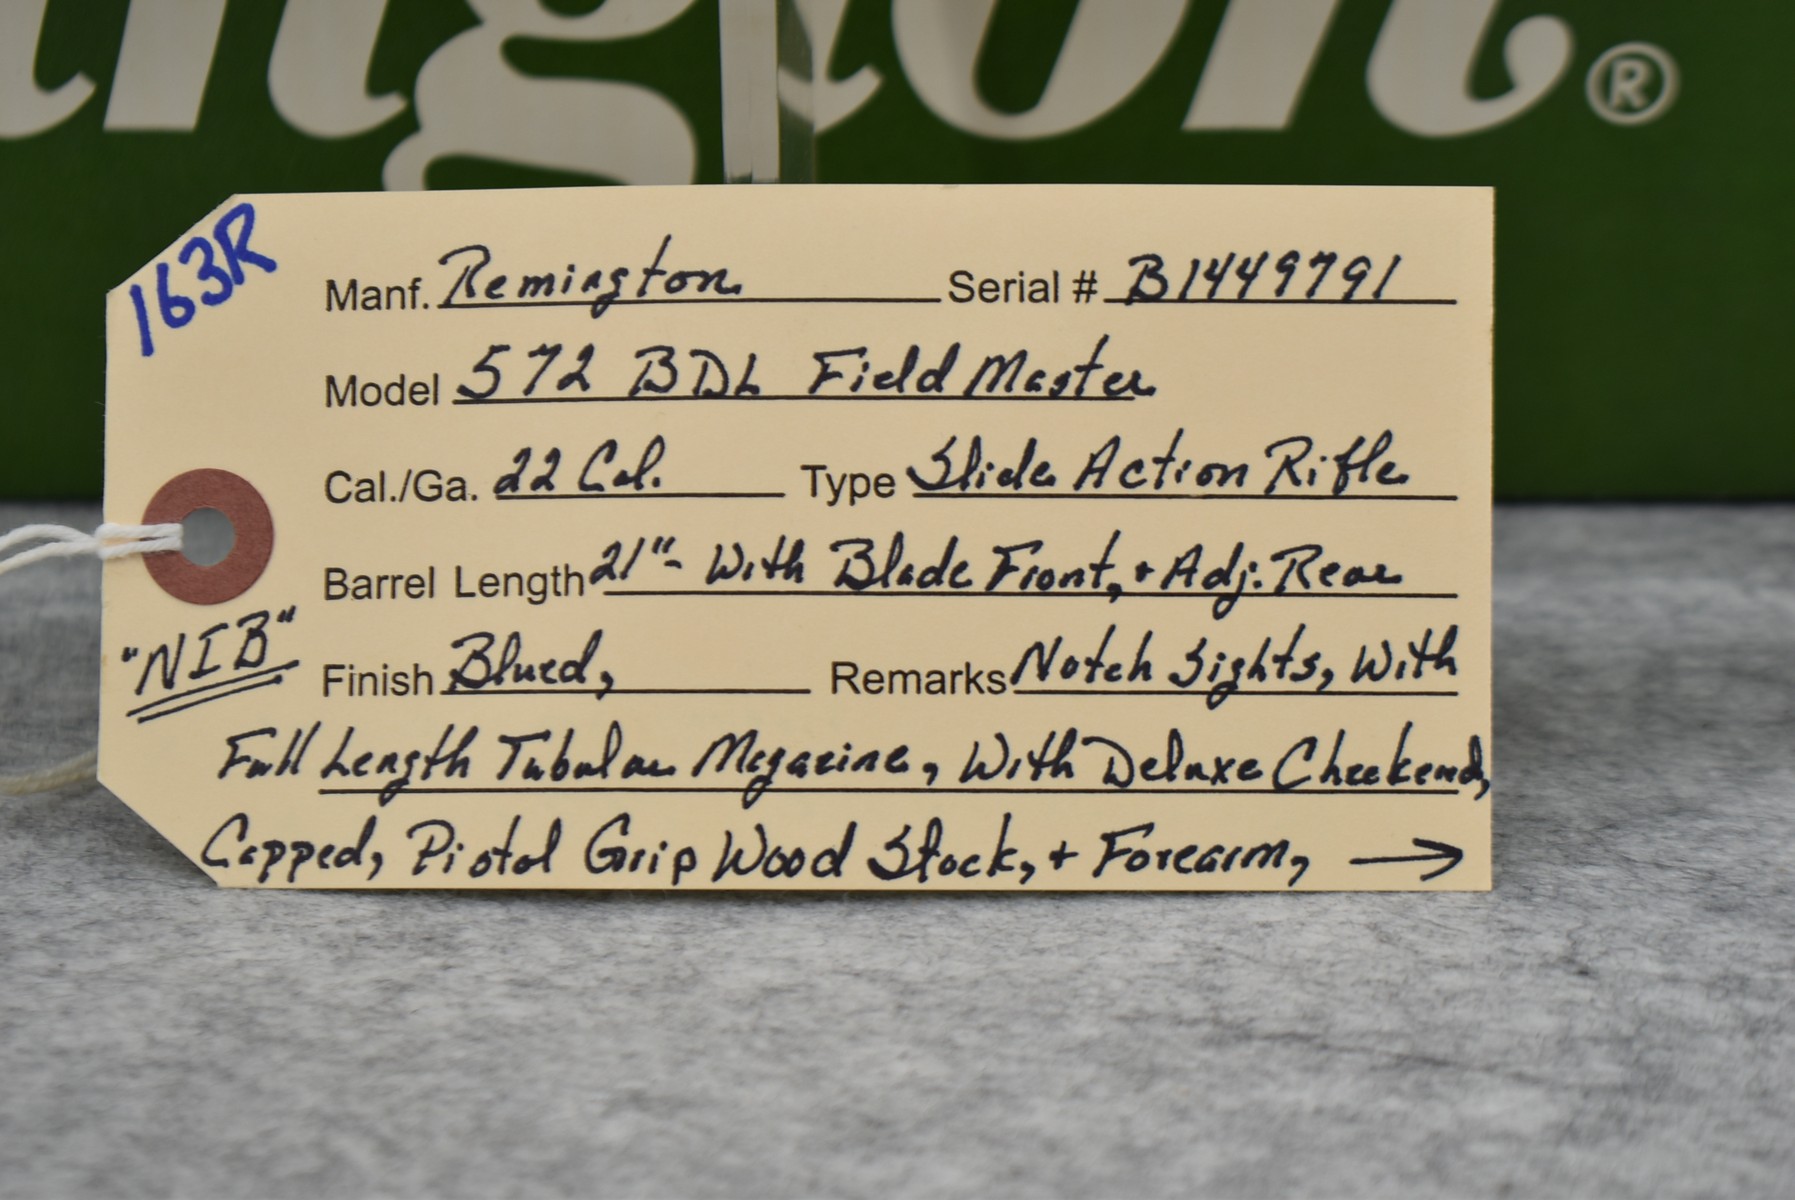 ngton®
163R
Manf. Remington Serial # B1449791
Model 572 BDL Field Master
Cal./Ga. 22 Cal. Type Slide Action Rifle
Barrel Length 21"- With Blade Front, + Adj. Rear
"NIB"
Finish Blued, Remarks Notch Sights, With
Full Length Tubular Magazine, With Deluxe Checkered,
Capped, Pistol Grip Wood Stock, + Forearm, →